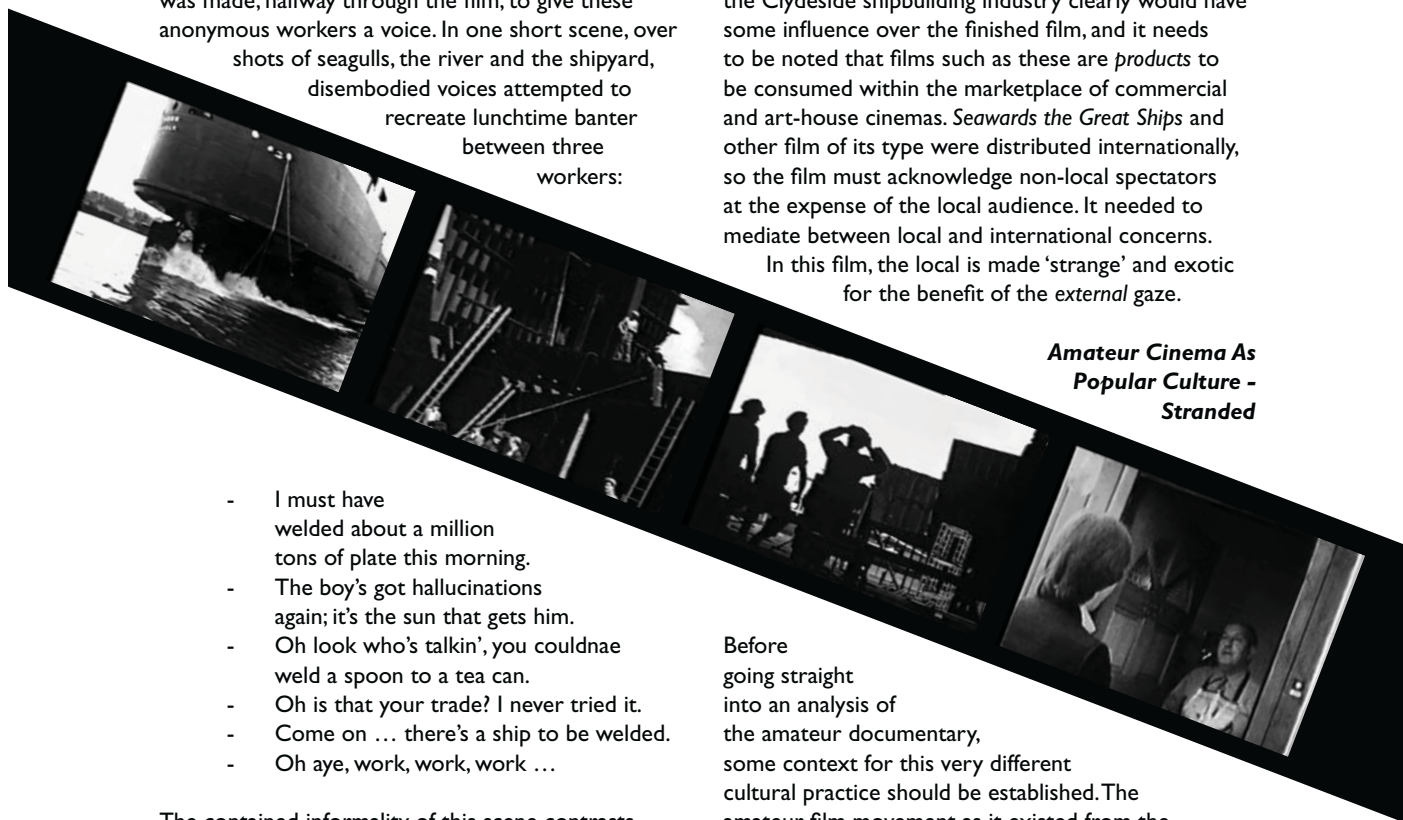 was made, halfway through the film, to give these
anonymous workers a voice. In one short scene, over
shots of seagulls, the river and the shipyard,
disembodied voices attempted to
recreate lunchtime banter
between three
workers:
- I must have
welded about a million
tons of plate this morning.
- The boy’s got hallucinations
again; it’s the sun that gets him.
- Oh look who’s talkin’, you couldnae
weld a spoon to a tea can.
- Oh is that your trade? I never tried it.
- Come on … there’s a ship to be welded.
- Oh aye, work, work, work …
The contained informality of this scene contrasts
the Clydeside shipbuilding industry clearly would have
some influence over the finished film, and it needs
to be noted that films such as these are products to
be consumed within the marketplace of commercial
and art-house cinemas. Seawards the Great Ships and
other film of its type were distributed internationally,
so the film must acknowledge non-local spectators
at the expense of the local audience. It needed to
mediate between local and international concerns.
In this film, the local is made ‘strange’ and exotic
for the benefit of the external gaze.
Amateur Cinema As
Popular Culture -
Stranded
Before
going straight
into an analysis of
the amateur documentary,
some context for this very different
cultural practice should be established. The
amateur film movement as it existed from the